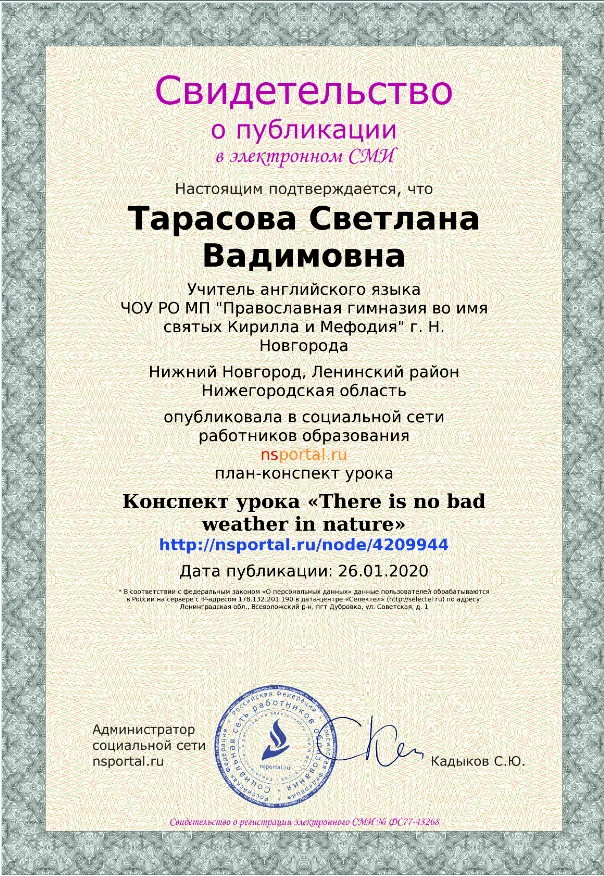 Свидетельство
о публикации
в электронном СМИ
Настоящим подтверждается, что
Тарасова Светлана
Вадимовна
Учитель английского языка
ЧОУ РО МП "Православная гимназия во имя
святых Кирилла и Мефодия" г. Н.
Новгорода
Нижний Новгород, Ленинский район
Нижегородская область
опубликовала в социальной сети
работников образования
nsportal.ru
план-конспект урока
Конспект урока «There is no bad
weather in nature»
http://nsportal.ru/node/4209944
Дата публикации: 26.01.2020
* В соответствии с федеральным законом «О персональных данных» данные пользователей обрабатываются
в России на сервере с IP-адресом 178.132.201.190 в дата-центре «Селектел» (http://selectel.ru) по адресу:
Ленинградская обл., Всеволожский р-н, пгт Дубровка, ул. Советская, д. 1
Социальная сеть работников образования
nsportal.ru
Администратор
социальной сети
nsportal.ru
Кадыков С.Ю.
Свидетельство о регистрации электронного СМИ № ФС77-43268